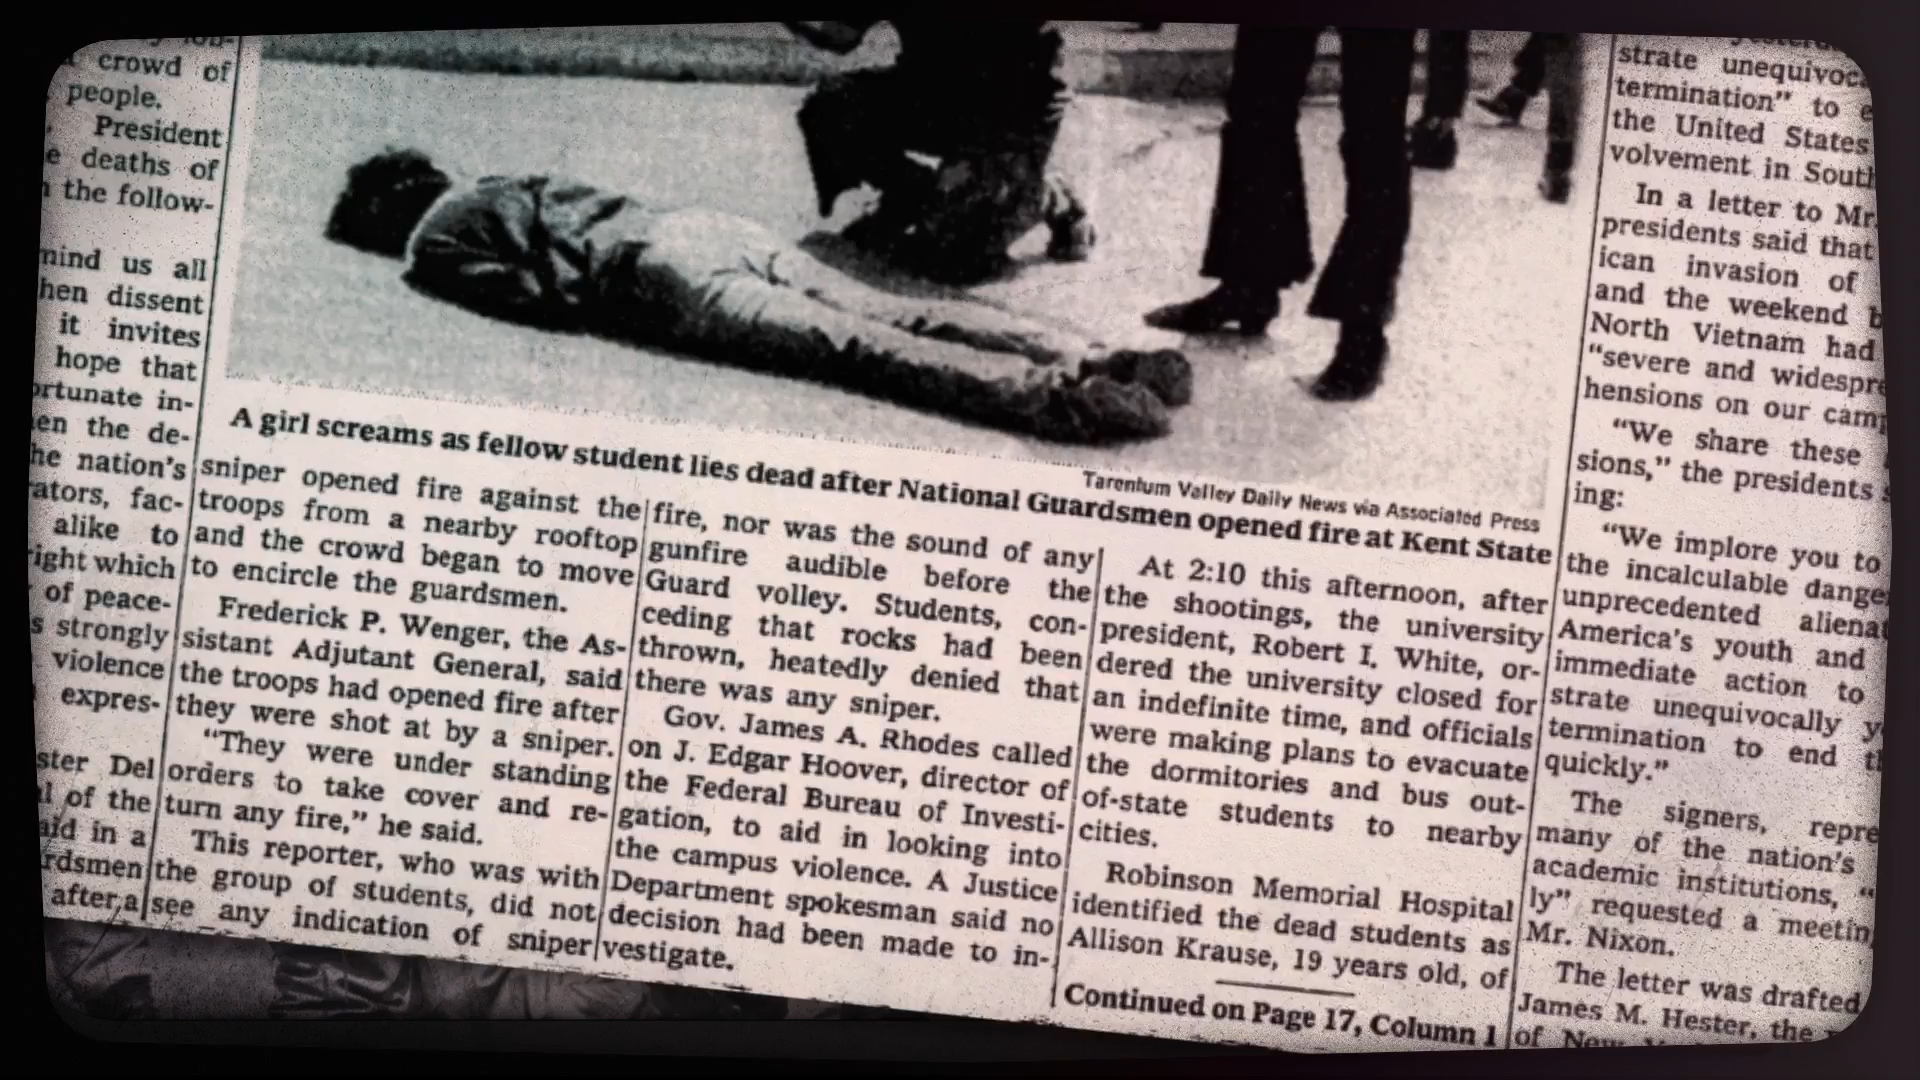 crowd of
people.
President
e deaths of
n the follow-
mind us all
hen dissent
it invites
hope that
ortunate in-
en the de-
he nation's
ators, fac-
alike to
right which
of peace-
s strongly
violence
expres-
ster Del
l of the
aid in a
rdsmen
after a
A girl screams as fellow student lies dead after National Guardsmen opened fire at Kent State
Tarentum Valley Daily News via Associated Press
sniper opened fire against the
troops from a nearby rooftop
and the crowd began to move
to encircle the guardsmen.
Frederick P. Wenger, the As-
sistant Adjutant General, said
the troops had opened fire after
they were shot at by a sniper.
"They were under standing
orders to take cover and re-
turn any fire," he said.
This reporter, who was with
the group of students, did not
see any indication of sniper
fire, nor was the sound of any
gunfire audible before the
Guard volley. Students, con-
ceding that rocks had been
thrown, heatedly denied that
there was any sniper.
Gov. James A. Rhodes called
on J. Edgar Hoover, director of
the Federal Bureau of Investi-
gation, to aid in looking into
the campus violence. A Justice
Department spokesman said no
decision had been made to in-
vestigate.
At 2:10 this afternoon, after
the shootings, the university
president, Robert I. White, or-
dered the university closed for
an indefinite time, and officials
were making plans to evacuate
the dormitories and bus out-
of-state students to nearby
cities.
Robinson Memorial Hospital
identified the dead students as
Allison Krause, 19 years old, of
Continued on Page 17, Column 1
strate unequivoc
termination" to e
the United States
volvement in South
In a letter to Mr
presidents said that
ican invasion of
and the weekend b
North Vietnam had
"severe and widespre
hensions on our camp
"We share these
sions," the presidents s
ing:
"We implore you to
the incalculable dange
unprecedented alienat
America's youth and
immediate action to
strate unequivocally y
termination to end th
quickly."
The signers, repre
many of the nation's
academic institutions, "
ly" requested a meetin
Mr. Nixon.
The letter was drafted
James M. Hester, the
of New